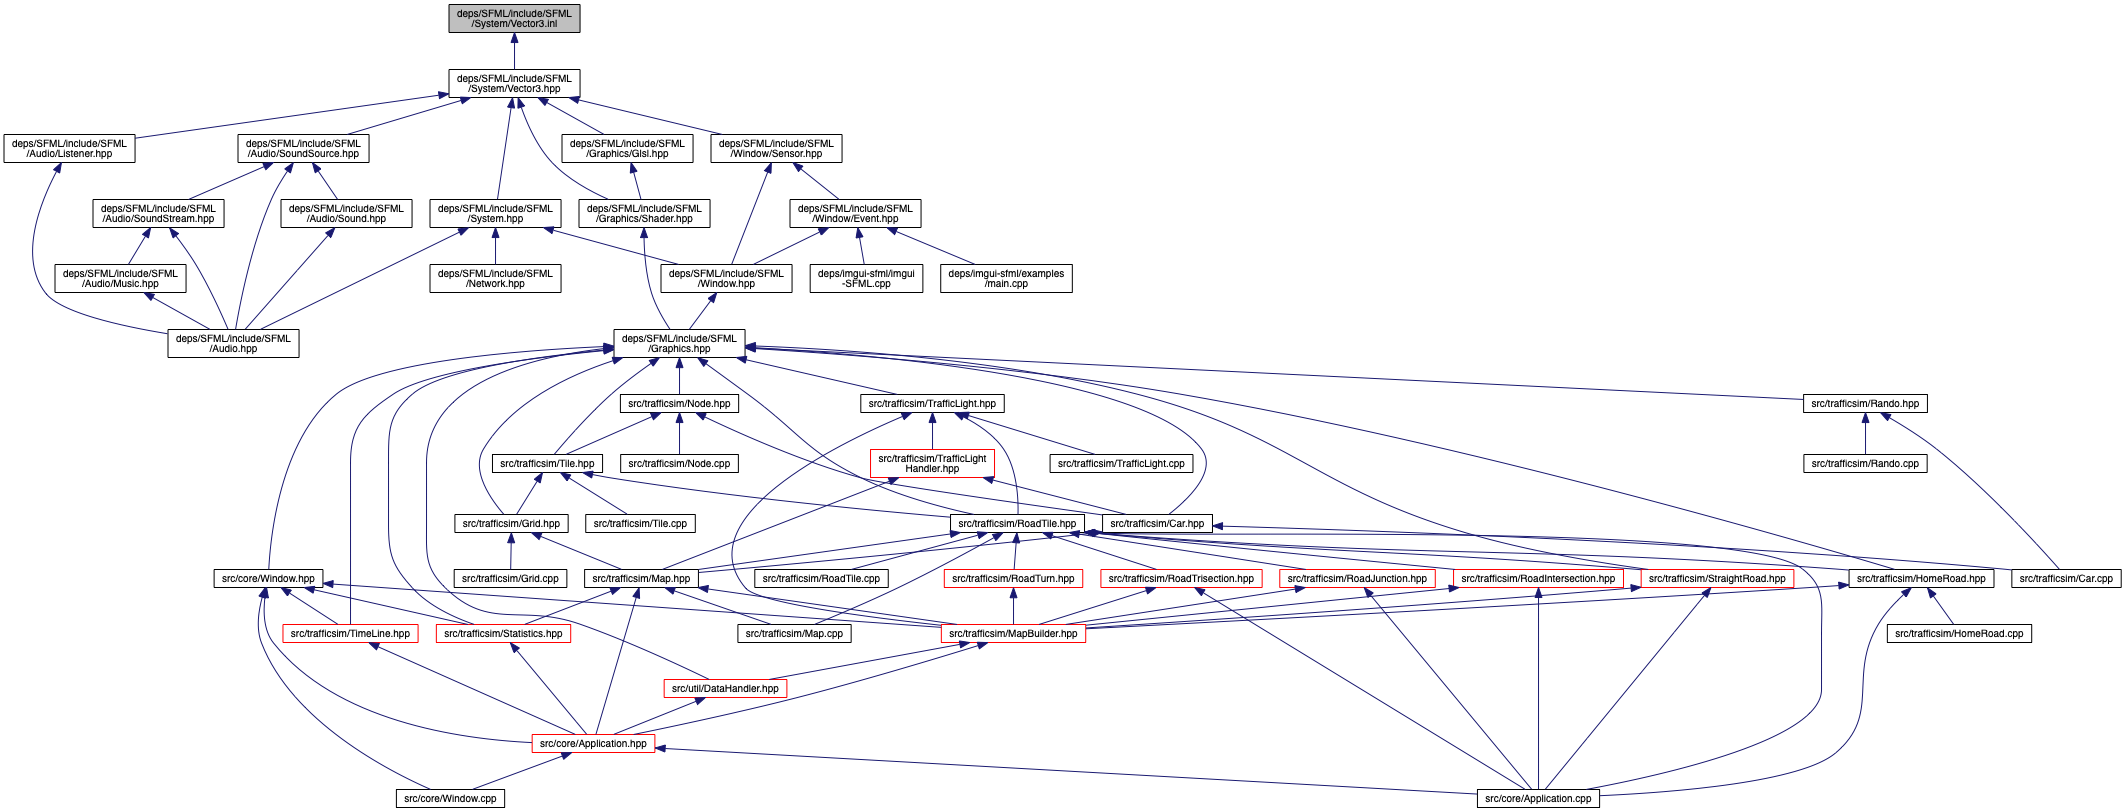 deps/SFML/include/SFML
/System/Vector3.inl
deps/SFML/include/SFML
/System/Vector3.hpp
deps/SFML/include/SFML
/Audio/Listener.hpp
deps/SFML/include/SFML
/Audio/SoundSource.hpp
deps/SFML/include/SFML
/Graphics/Glsl.hpp
deps/SFML/include/SFML
/Window/Sensor.hpp
deps/SFML/include/SFML
/Audio/SoundStream.hpp
deps/SFML/include/SFML
/Audio/Sound.hpp
deps/SFML/include/SFML
/System.hpp
deps/SFML/include/SFML
/Graphics/Shader.hpp
deps/SFML/include/SFML
/Window/Event.hpp
deps/SFML/include/SFML
/Audio/Music.hpp
deps/SFML/include/SFML
/Network.hpp
deps/SFML/include/SFML
/Window.hpp
deps/imgui-sfml/imgui
-SFML.cpp
deps/imgui-sfml/examples
/main.cpp
deps/SFML/include/SFML
/Audio.hpp
deps/SFML/include/SFML
/Graphics.hpp
src/trafficsim/Node.hpp
src/trafficsim/TrafficLight.hpp
src/trafficsim/Rando.hpp
src/trafficsim/Tile.hpp
src/trafficsim/Node.cpp
src/trafficsim/TrafficLight
Handler.hpp
src/trafficsim/TrafficLight.cpp
src/trafficsim/Rando.cpp
src/trafficsim/Grid.hpp
src/trafficsim/Tile.cpp
src/trafficsim/RoadTile.hpp
src/trafficsim/Car.hpp
src/core/Window.hpp
src/trafficsim/Grid.cpp
src/trafficsim/Map.hpp
src/trafficsim/RoadTile.cpp
src/trafficsim/RoadTurn.hpp
src/trafficsim/RoadTrisection.hpp
src/trafficsim/RoadJunction.hpp
src/trafficsim/RoadIntersection.hpp
src/trafficsim/StraightRoad.hpp
src/trafficsim/HomeRoad.hpp
src/trafficsim/Car.cpp
src/trafficsim/TimeLine.hpp
src/trafficsim/Statistics.hpp
src/trafficsim/Map.cpp
src/trafficsim/MapBuilder.hpp
src/trafficsim/HomeRoad.cpp
src/util/DataHandler.hpp
src/core/Application.hpp
src/core/Window.cpp
src/core/Application.cpp